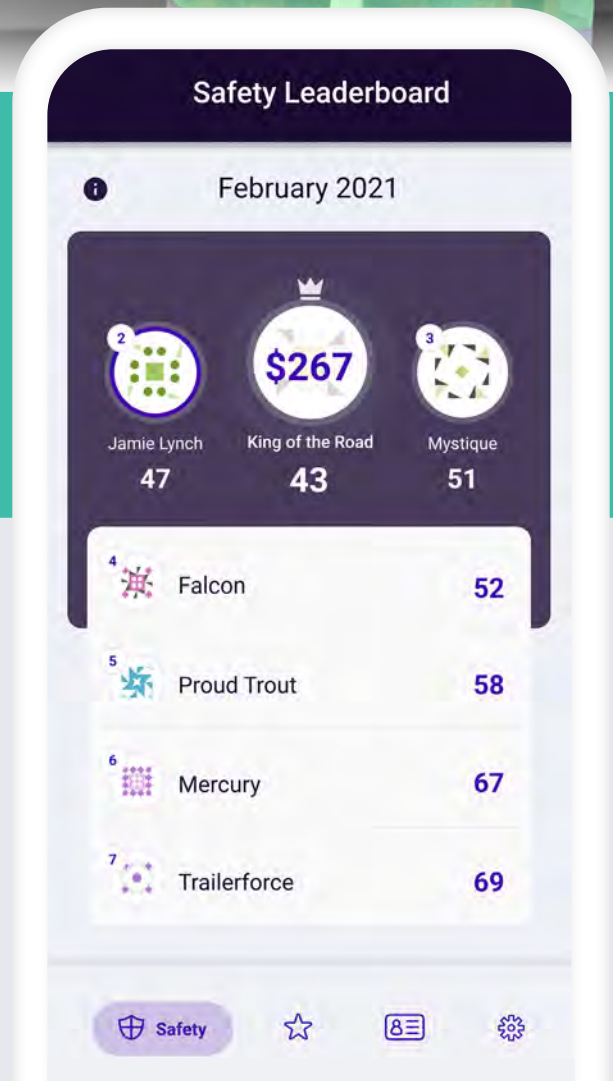 Safety Leaderboard
February 2021
2
$267
3
Jamie Lynch
King of the Road
Mystique
47
43
51
4
Falcon
52
5
Proud Trout
58
6
Mercury
67
7
Trailerforce
69
Safety